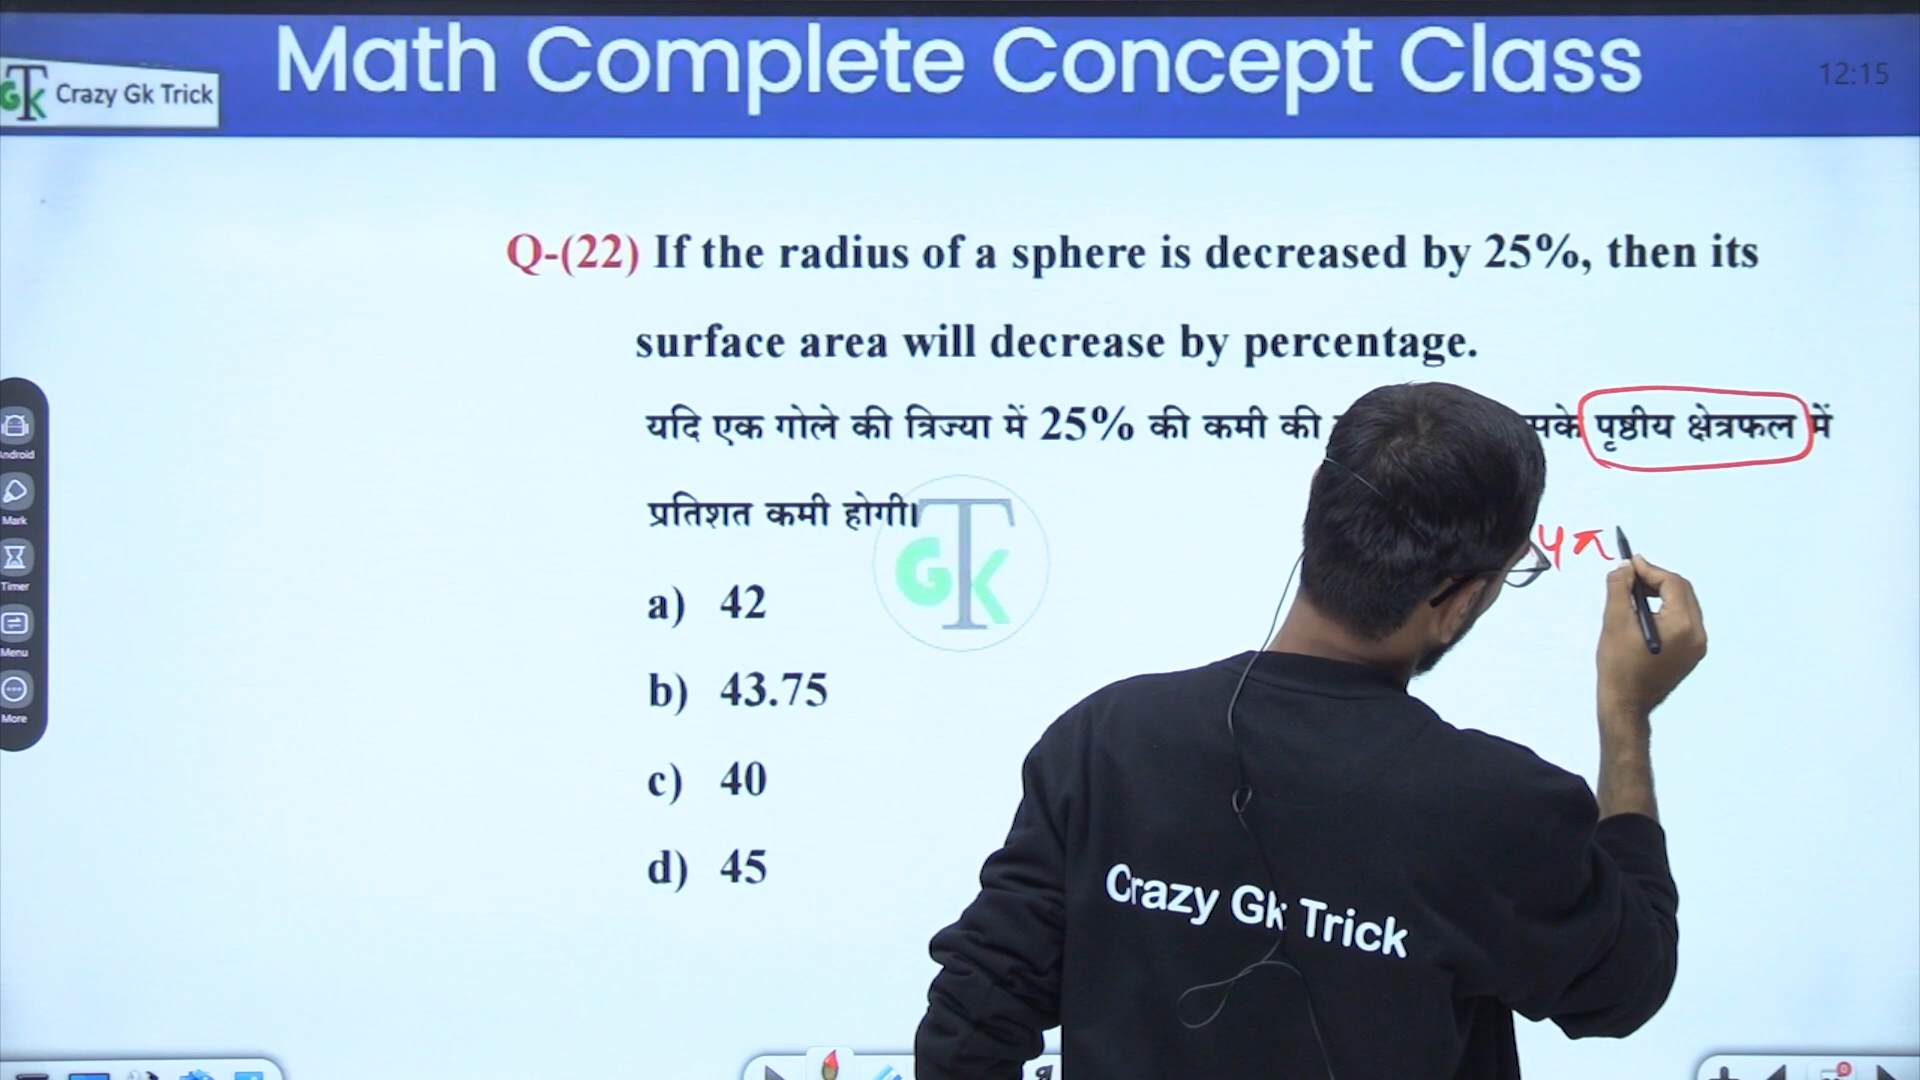 Math Complete Concept Class
12:15
GTK Crazy Gk Trick
Q-(22) If the radius of a sphere is decreased by 25%, then its
surface area will decrease by percentage.
यदि एक गोले की त्रिज्या में 25% की कमी की पृष्ठीय क्षेत्रफल में
प्रतिशत कमी होगी।
GTK
4π
a) 42
b) 43.75
c) 40
d) 45
Android
Mark
Timer
Menu
More
Crazy Gk Trick